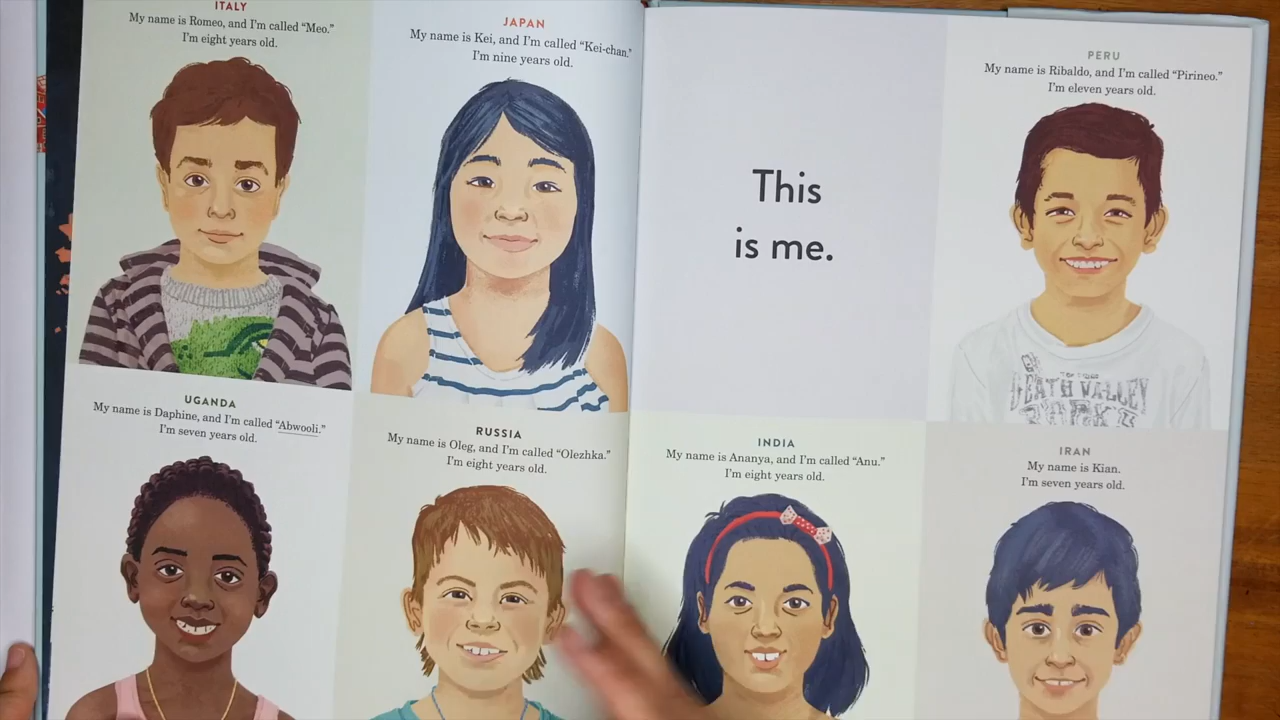 ITALY
My name is Romeo, and I'm called “Meo.”
I'm eight years old.
JAPAN
My name is Kei, and I'm called “Kei-chan.”
I'm nine years old.
This
is me.
PERU
My name is Ribaldo, and I'm called “Pirineo.”
I'm eleven years old.
DEATH VALLEY
UGANDA
My name is Daphine, and I'm called “Abwooli.”
I'm seven years old.
RUSSIA
My name is Oleg, and I'm called “Olezhka.”
I'm eight years old.
INDIA
My name is Ananya, and I'm called “Anu.”
I'm eight years old.
IRAN
My name is Kian.
I'm seven years old.